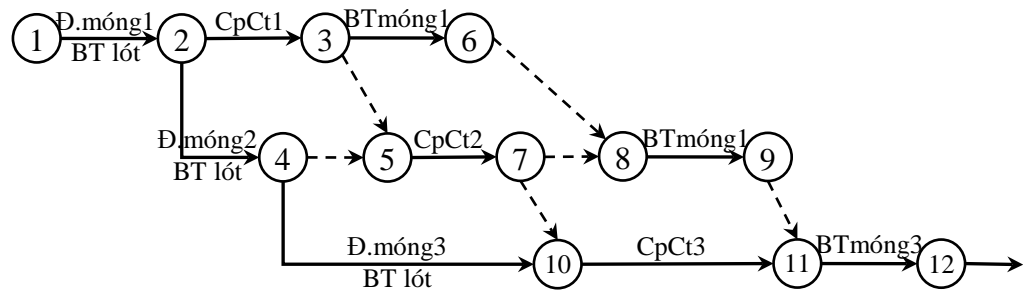 Đ.móng1 CpCt1 BTmóng1
1 2 3 6
BT lót
Đ.móng2 CpCt2 BTmóng1
4 5 7 8 9
BT lót
Đ.móng3 CpCt3 BTmóng3
10 11 12
BT lót